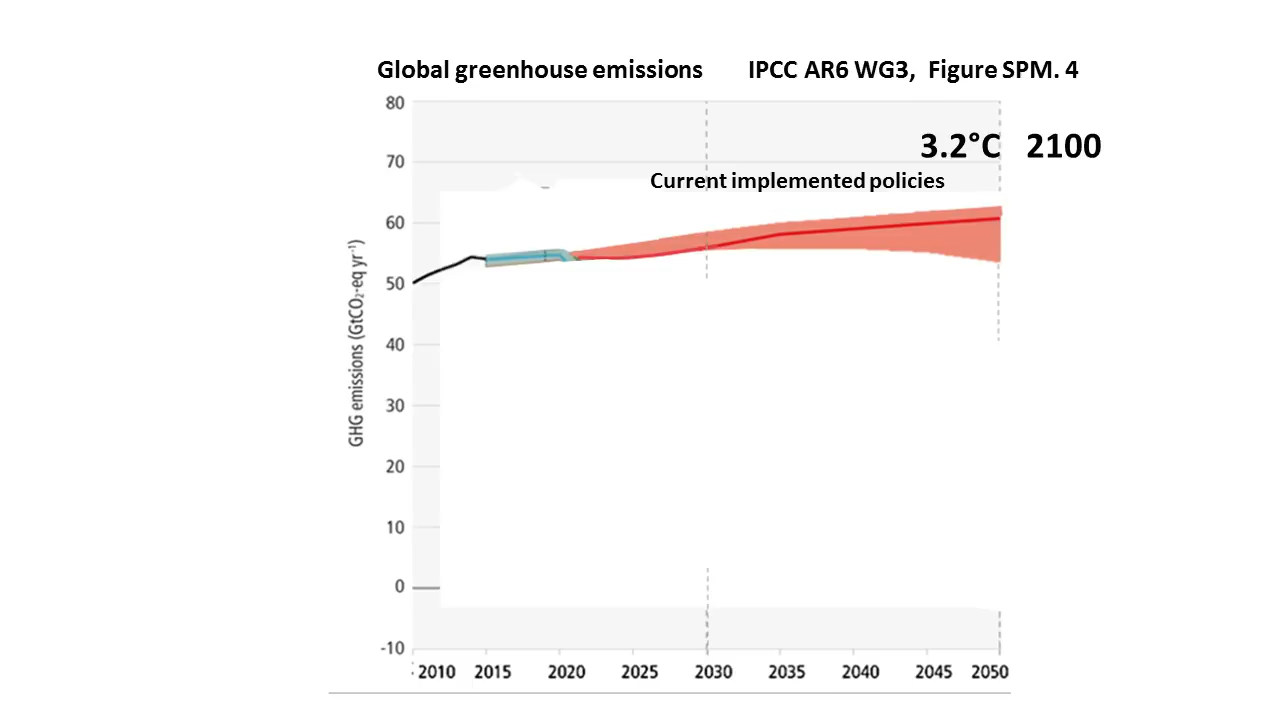 Global greenhouse emissions IPCC AR6 WG3, Figure SPM. 4
80
3.2°C 2100
70
Current implemented policies
60
50
40
30
20
10
0
-10
GHG emissions (GtCO₂-eq yr⁻¹)
2010 2015 2020 2025 2030 2035 2040 2045 2050